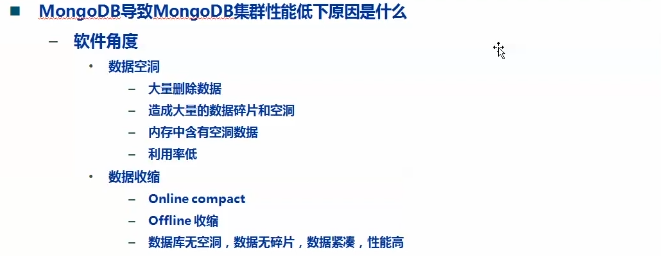 MongoDB导致MongoDB集群性能低下原因是什么
软件角度
数据空洞
大量删除数据
造成大量的数据碎片和空洞
内存中含有空洞数据
利用率低
数据收缩
Online compact
Offline 收缩
数据库无空洞，数据无碎片，数据紧凑，性能高